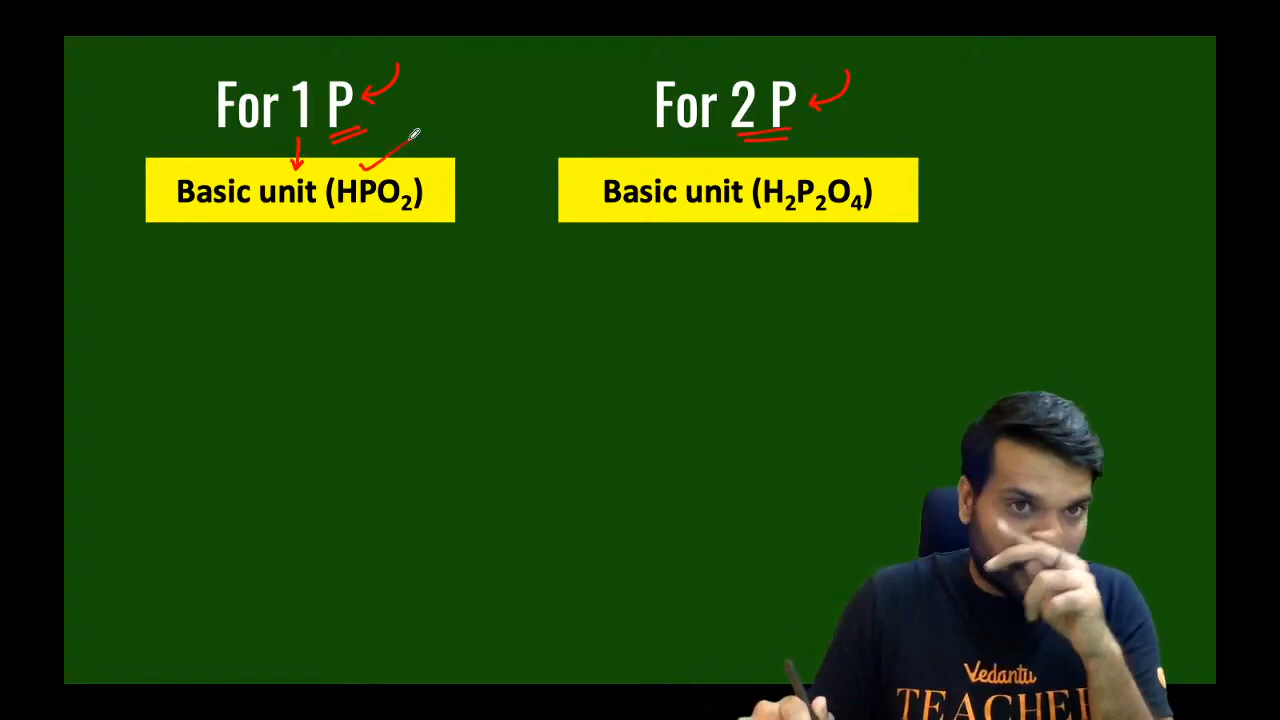 For 1 P
Basic unit (HPO₂)
For 2 P
Basic unit (H₂P₂O₄)
Vedantu
TEACHER